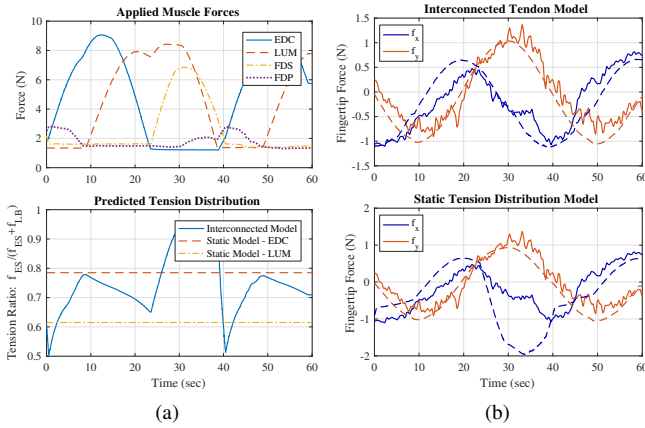 Applied Muscle Forces
Force (N)
10
8
6
4
2
0
EDC
LUM
FDS
FDP
0 10 20 30 40 50 60
Predicted Tension Distribution
Tension Ratio: f_ES/(f_ES+f_LB)
1
0.9
0.8
0.7
0.6
0.5
Interconnected Model
Static Model - EDC
Static Model - LUM
0 10 20 30 40 50 60
Time (sec)
(a)
Interconnected Tendon Model
Fingertip Force (N)
1.5
1
0.5
0
-0.5
-1
-1.5
f_x
f_y
0 10 20 30 40 50 60
Static Tension Distribution Model
Fingertip Force (N)
2
1
0
-1
-2
f_x
f_y
0 10 20 30 40 50 60
Time (sec)
(b)